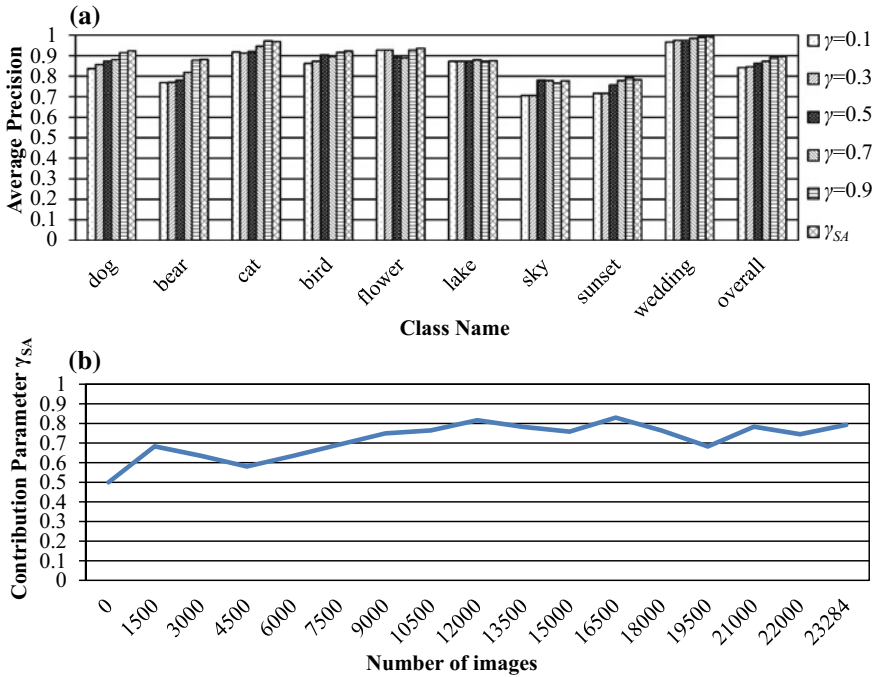 (a)
Average Precision
1
0.9
0.8
0.7
0.6
0.5
0.4
0.3
0.2
0.1
0
dog
bear
cat
bird
flower
lake
sky
sunset
wedding
overall
Class Name
γ=0.1
γ=0.3
γ=0.5
γ=0.7
γ=0.9
γSA
(b)
Contribution Parameter γSA
1
0.9
0.8
0.7
0.6
0.5
0.4
0.3
0.2
0.1
0
0
1500
3000
4500
6000
7500
9000
10500
12000
13500
15000
16500
18000
19500
21000
22000
23284
Number of images